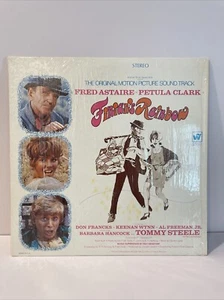 STEREO
THE ORIGINAL MOTION PICTURE SOUND TRACK
FRED ASTAIRE · PETULA CLARK
Finian's Rainbow
DON FRANCKS · KEENAN WYNN · AL FREEMAN, JR.
BARBARA HANCOCK TOMMY STEELE